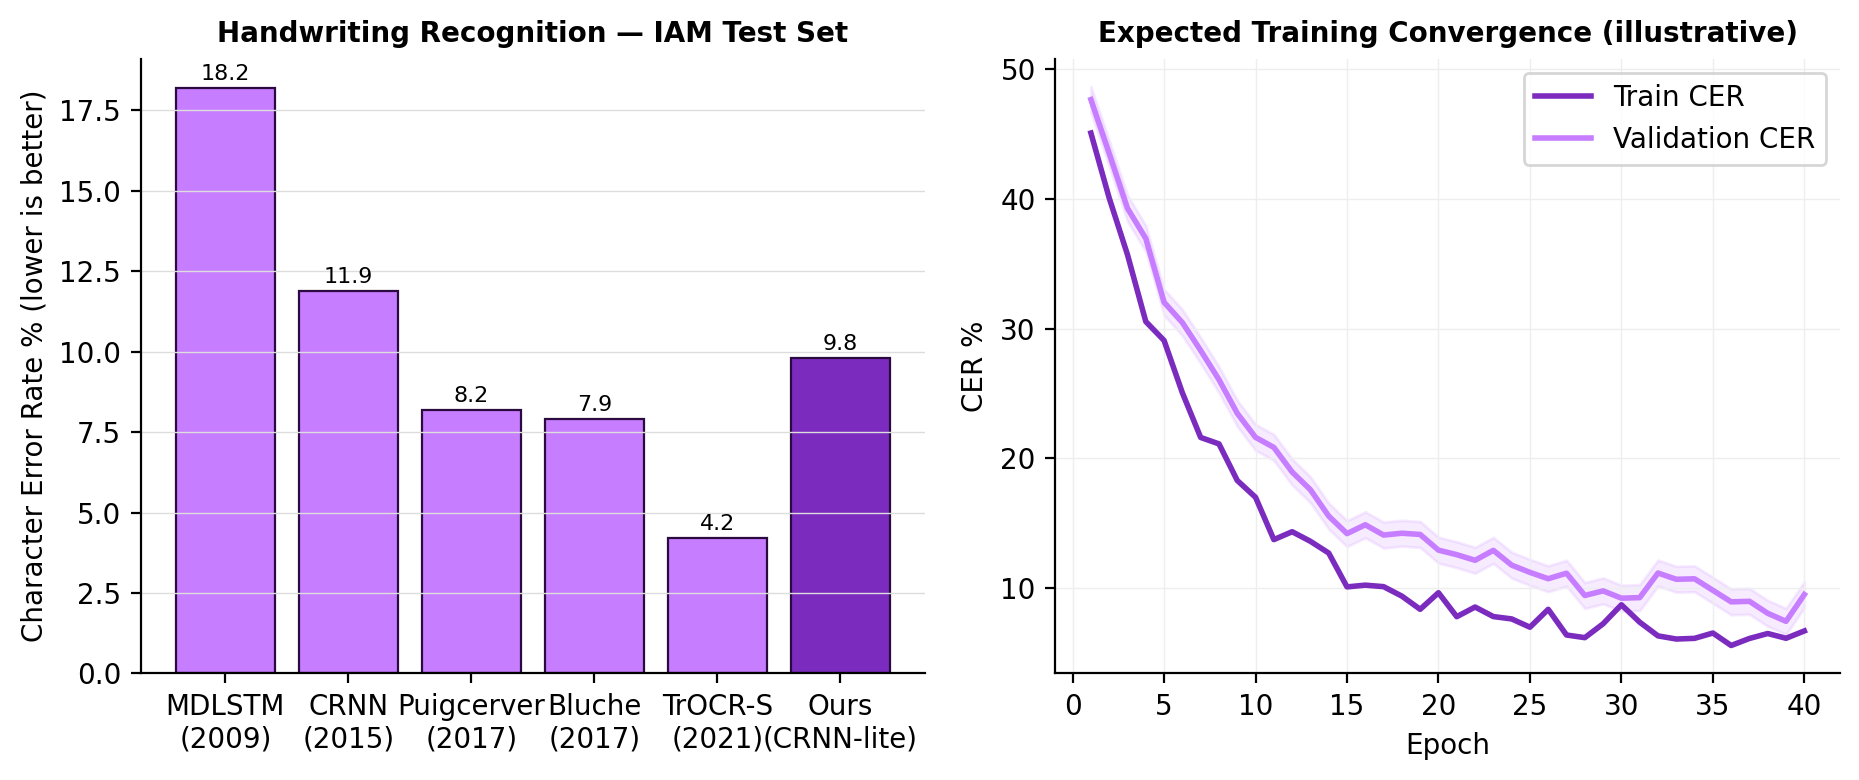 Handwriting Recognition — IAM Test Set
Character Error Rate % (lower is better)
17.5
15.0
12.5
10.0
7.5
5.0
2.5
0.0
18.2
11.9
8.2
7.9
4.2
9.8
MDLSTM
(2009)
CRNN
(2015)
Puigcerver
(2017)
Bluche
(2017)
TrOCR-S
(2021)
Ours
(CRNN-lite)
Expected Training Convergence (illustrative)
CER %
50
40
30
20
10
Train CER
Validation CER
0 5 10 15 20 25 30 35 40
Epoch